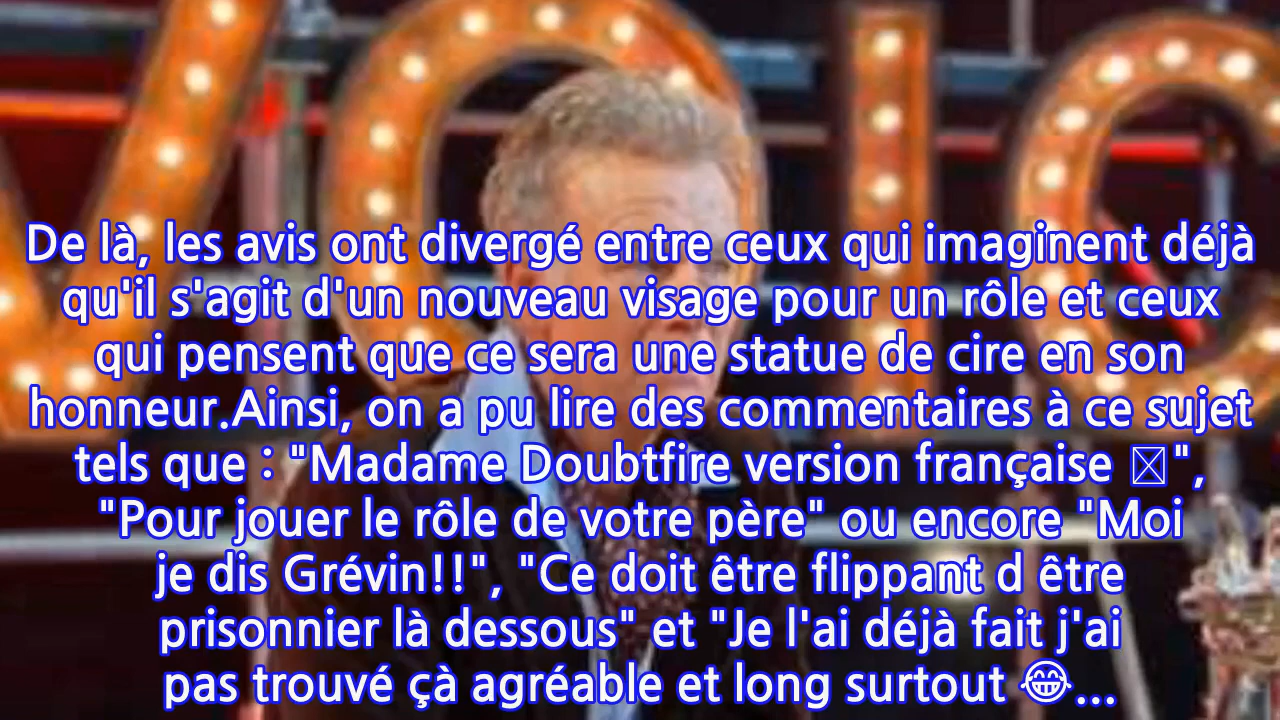 VOIC
De là, les avis ont divergé entre ceux qui imaginent déjà
qu'il s'agit d'un nouveau visage pour un rôle et ceux
qui pensent que ce sera une statue de cire en son
honneur.Ainsi, on a pu lire des commentaires à ce sujet
tels que : "Madame Doubtfire version française ☒",
"Pour jouer le rôle de votre père" ou encore "Moi
je dis Grévin!!", "Ce doit être flippant d être
prisonnier là dessous" et "Je l'ai déjà fait j'ai
pas trouvé çà agréable et long surtout 😂...